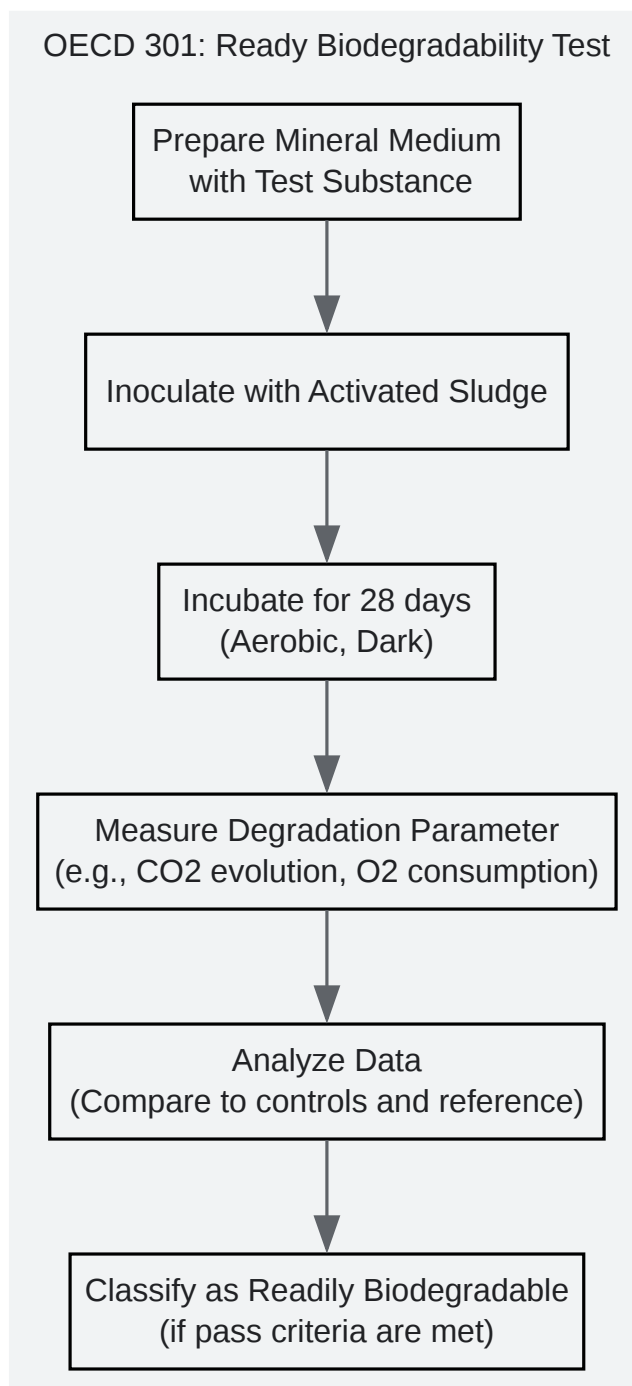 OECD 301: Ready Biodegradability Test
Prepare Mineral Medium
with Test Substance
Inoculate with Activated Sludge
Incubate for 28 days
(Aerobic, Dark)
Measure Degradation Parameter
(e.g., CO2 evolution, O2 consumption)
Analyze Data
(Compare to controls and reference)
Classify as Readily Biodegradable
(if pass criteria are met)